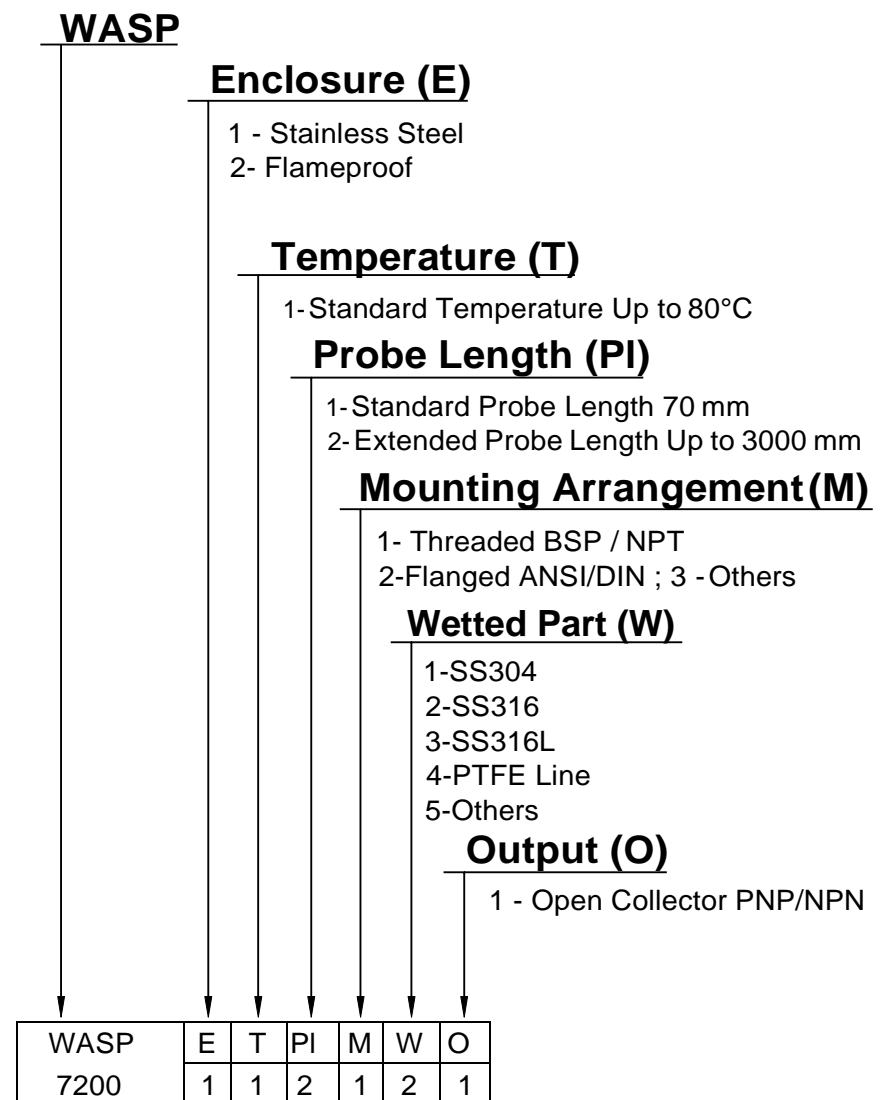 WASP
Enclosure (E)
1 - Stainless Steel
2- Flameproof
Temperature (T)
1-Standard Temperature Up to 80°C
Probe Length (Pl)
1-Standard Probe Length 70 mm
2-Extended Probe Length Up to 3000 mm
Mounting Arrangement (M)
1- Threaded BSP / NPT
2-Flanged ANSI/DIN ; 3 -Others
Wetted Part (W)
1-SS304
2-SS316
3-SS316L
4-PTFE Line
5-Others
Output (O)
1 - Open Collector PNP/NPN
WASP E T Pl M W O
7200 1 1 2 1 2 1